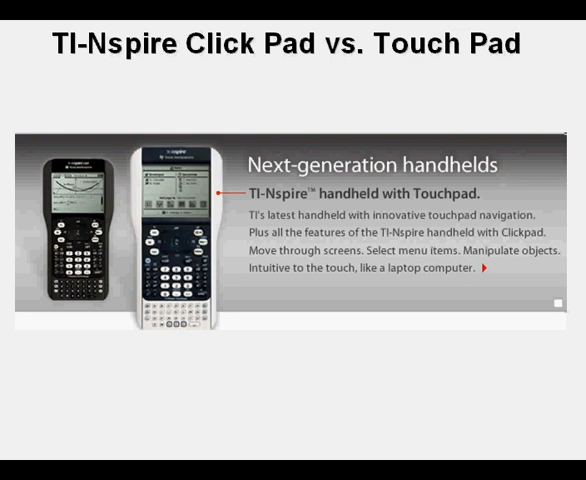 TI-Nspire Click Pad vs. Touch Pad
Next-generation handhelds
TI-Nspire™ handheld with Touchpad.
TI's latest handheld with innovative touchpad navigation.
Plus all the features of the TI-Nspire handheld with Clickpad.
Move through screens. Select menu items. Manipulate objects.
Intuitive to the touch, like a laptop computer.